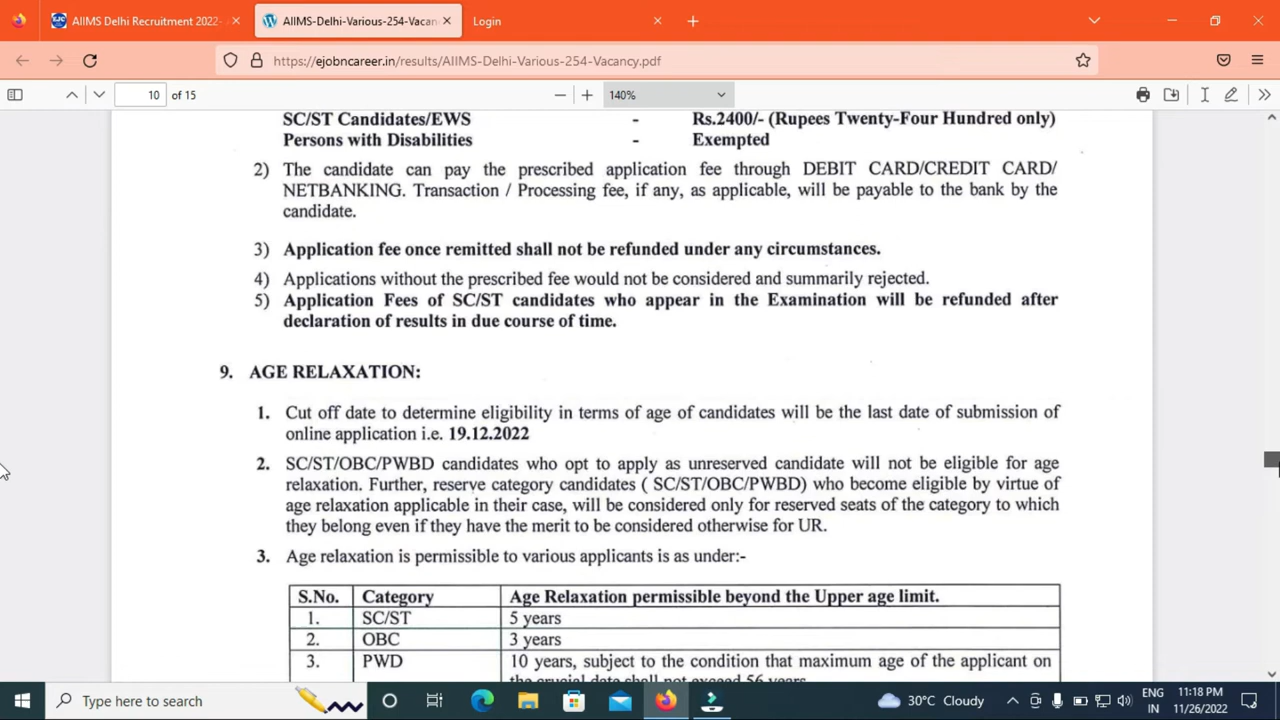 AIIMS Delhi Recruitment 2022-
AIIMS-Delhi-Various-254-Vacan
Login
https://ejobncareer.in/results/AIIMS-Delhi-Various-254-Vacancy.pdf
10 of 15
140%
SC/ST Candidates/EWS - Rs.2400/- (Rupees Twenty-Four Hundred only)
Persons with Disabilities - Exempted
2) The candidate can pay the prescribed application fee through DEBIT CARD/CREDIT CARD/
NETBANKING. Transaction / Processing fee, if any, as applicable, will be payable to the bank by the
candidate.
3) Application fee once remitted shall not be refunded under any circumstances.
4) Applications without the prescribed fee would not be considered and summarily rejected.
5) Application Fees of SC/ST candidates who appear in the Examination will be refunded after
declaration of results in due course of time.
9. AGE RELAXATION:
1. Cut off date to determine eligibility in terms of age of candidates will be the last date of submission of
online application i.e. 19.12.2022
2. SC/ST/OBC/PWBD candidates who opt to apply as unreserved candidate will not be eligible for age
relaxation. Further, reserve category candidates ( SC/ST/OBC/PWBD) who become eligible by virtue of
age relaxation applicable in their case, will be considered only for reserved seats of the category to which
they belong even if they have the merit to be considered otherwise for UR.
3. Age relaxation is permissible to various applicants is as under:-
S.No. Category Age Relaxation permissible beyond the Upper age limit.
1. SC/ST 5 years
2. OBC 3 years
3. PWD 10 years, subject to the condition that maximum age of the applicant on
the crucial date shall not exceed 56 years
Type here to search
30°C Cloudy
ENG
IN
11:18 PM
11/26/2022